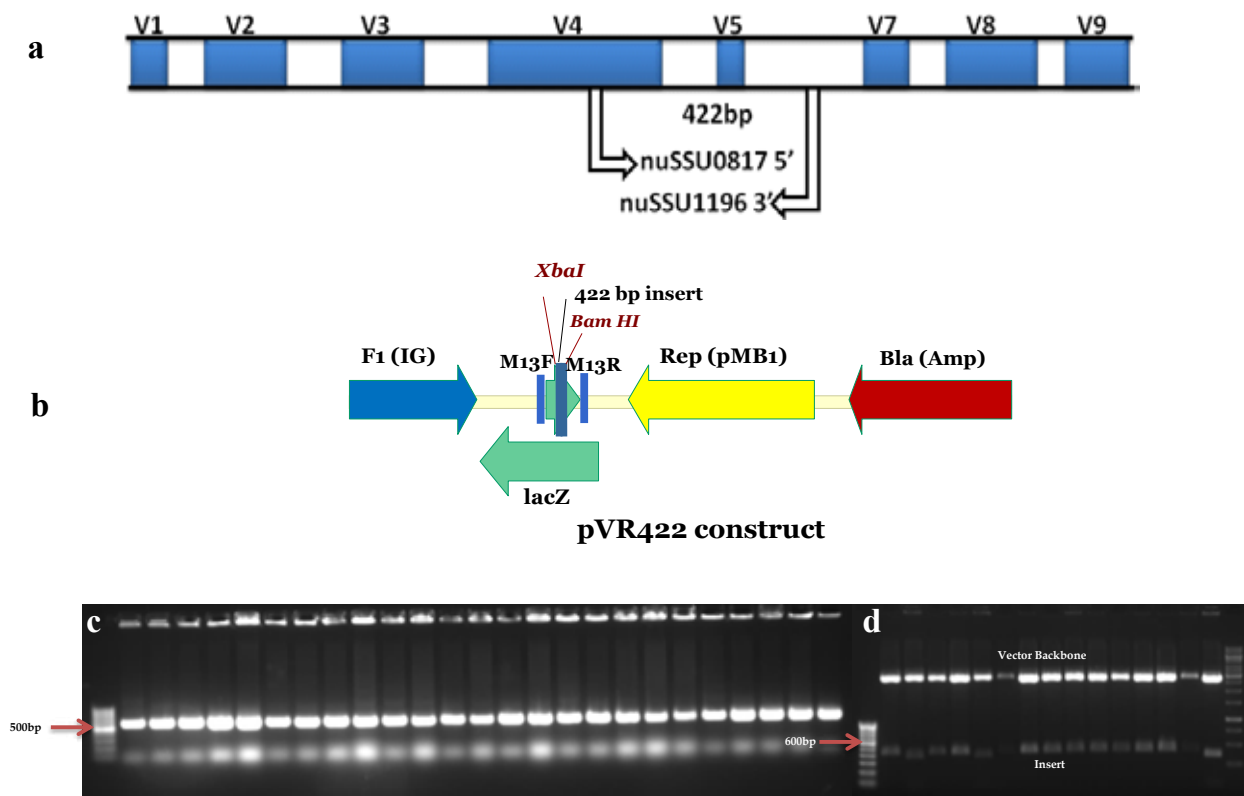 a
V1 V2 V3 V4 V5 V7 V8 V9
422bp
nuSSU0817 5’
nuSSU1196 3’
b
XbaI
422 bp insert
Bam HI
F1 (IG) M13F M13R Rep (pMB1) Bla (Amp)
lacZ
pVR422 construct
c
500bp
d
Vector Backbone
600bp
Insert